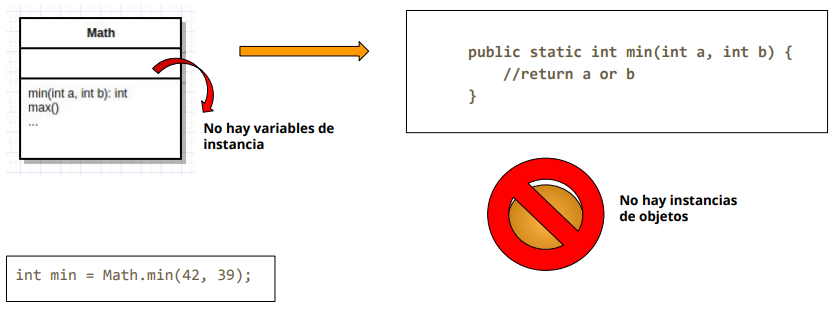 Math
min(int a, int b): int
max()
...
No hay variables de
instancia
public static int min(int a, int b) {
//return a or b
}
No hay instancias
de objetos
int min = Math.min(42, 39);